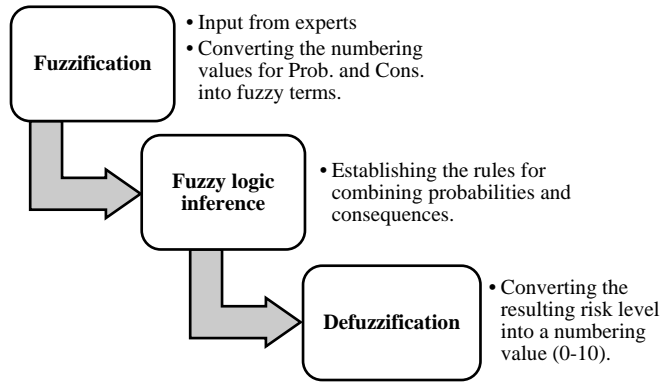 Fuzzification
• Input from experts
• Converting the numbering
values for Prob. and Cons.
into fuzzy terms.
Fuzzy logic
inference
• Establishing the rules for
combining probabilities and
consequences.
Defuzzification
• Converting the
resulting risk level
into a numbering
value (0-10).